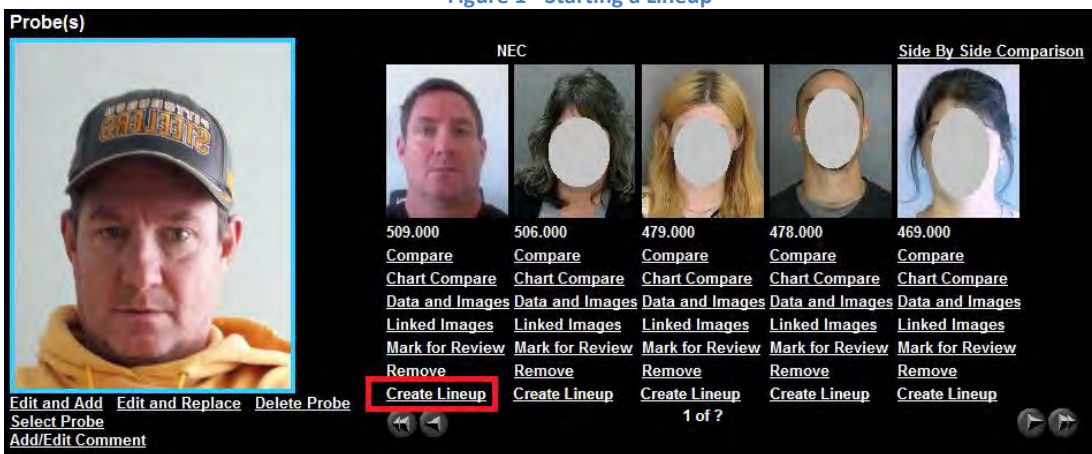 Figure 1 - Starting a Lineup
Probe(s)
NEC
Side By Side Comparison
PITTSBURGH
STEELERS
509.000 506.000 479.000 478.000 469.000
Compare Compare Compare Compare Compare
Chart Compare Chart Compare Chart Compare Chart Compare Chart Compare
Data and Images Data and Images Data and Images Data and Images Data and Images
Linked Images Linked Images Linked Images Linked Images Linked Images
Mark for Review Mark for Review Mark for Review Mark for Review Mark for Review
Remove Remove Remove Remove Remove
Create Lineup Create Lineup Create Lineup Create Lineup Create Lineup
1 of ?
Edit and Add Edit and Replace Delete Probe
Select Probe
Add/Edit Comment